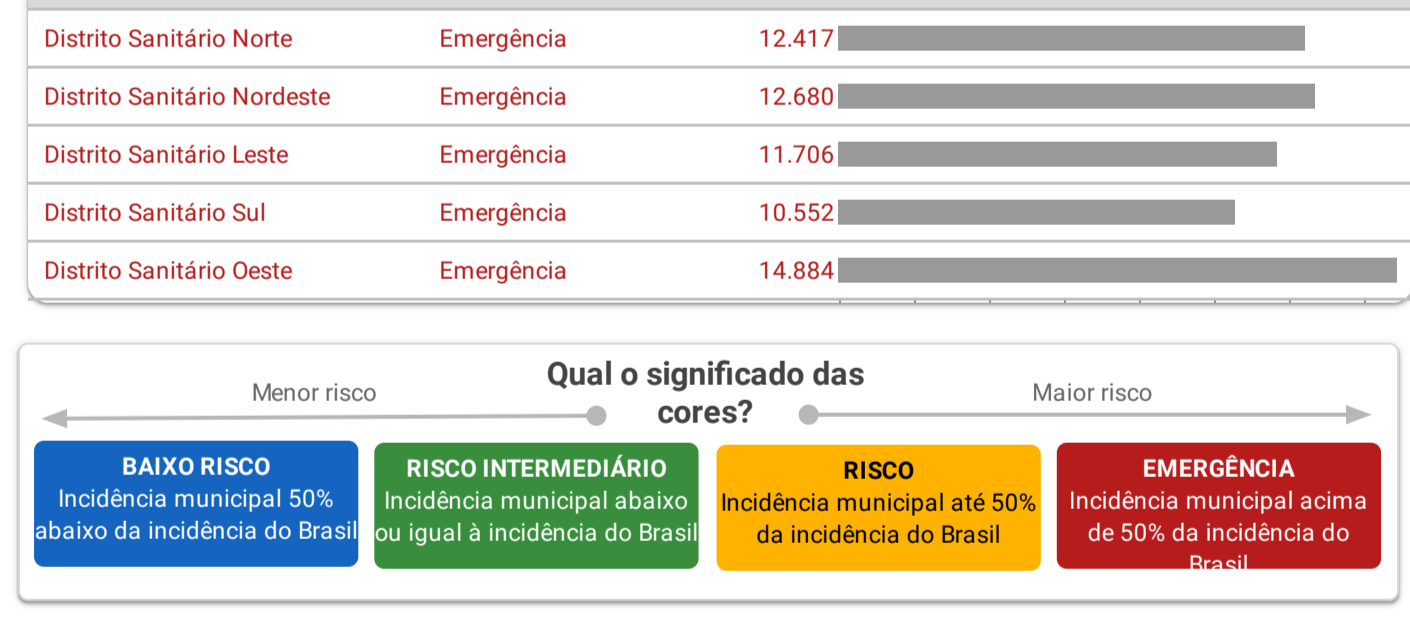 Distrito Sanitário Norte Emergência 12.417
Distrito Sanitário Nordeste Emergência 12.680
Distrito Sanitário Leste Emergência 11.706
Distrito Sanitário Sul Emergência 10.552
Distrito Sanitário Oeste Emergência 14.884
Qual o significado das
cores?
Menor risco
Maior risco
BAIXO RISCO
Incidência municipal 50%
abaixo da incidência do Brasil
RISCO INTERMEDIÁRIO
Incidência municipal abaixo
ou igual à incidência do Brasil
RISCO
Incidência municipal até 50%
da incidência do Brasil
EMERGÊNCIA
Incidência municipal acima
de 50% da incidência do
Brasil